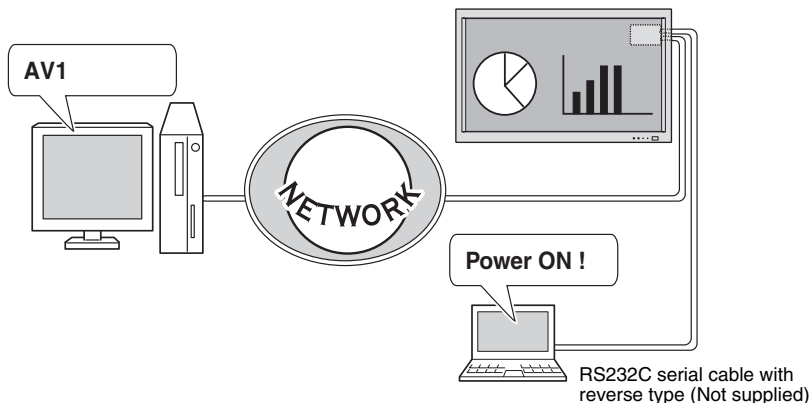 AV1
NETWORK
Power ON !
RS232C serial cable with
reverse type (Not supplied)